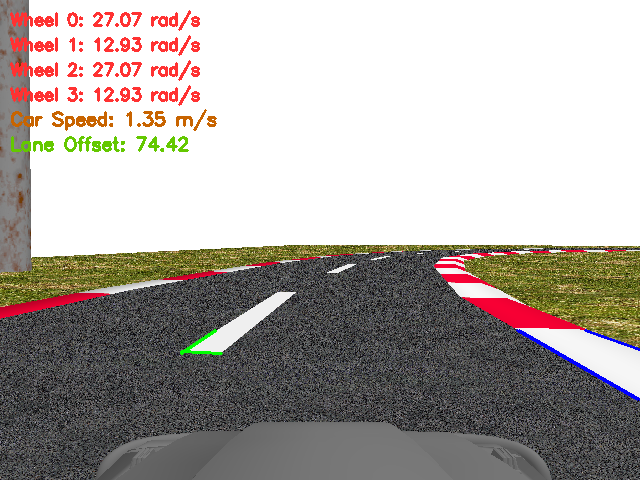 Wheel 0: 27.07 rad/s
Wheel 1: 12.93 rad/s
Wheel 2: 27.07 rad/s
Wheel 3: 12.93 rad/s
Car Speed: 1.35 m/s
Lane Offset: 74.42